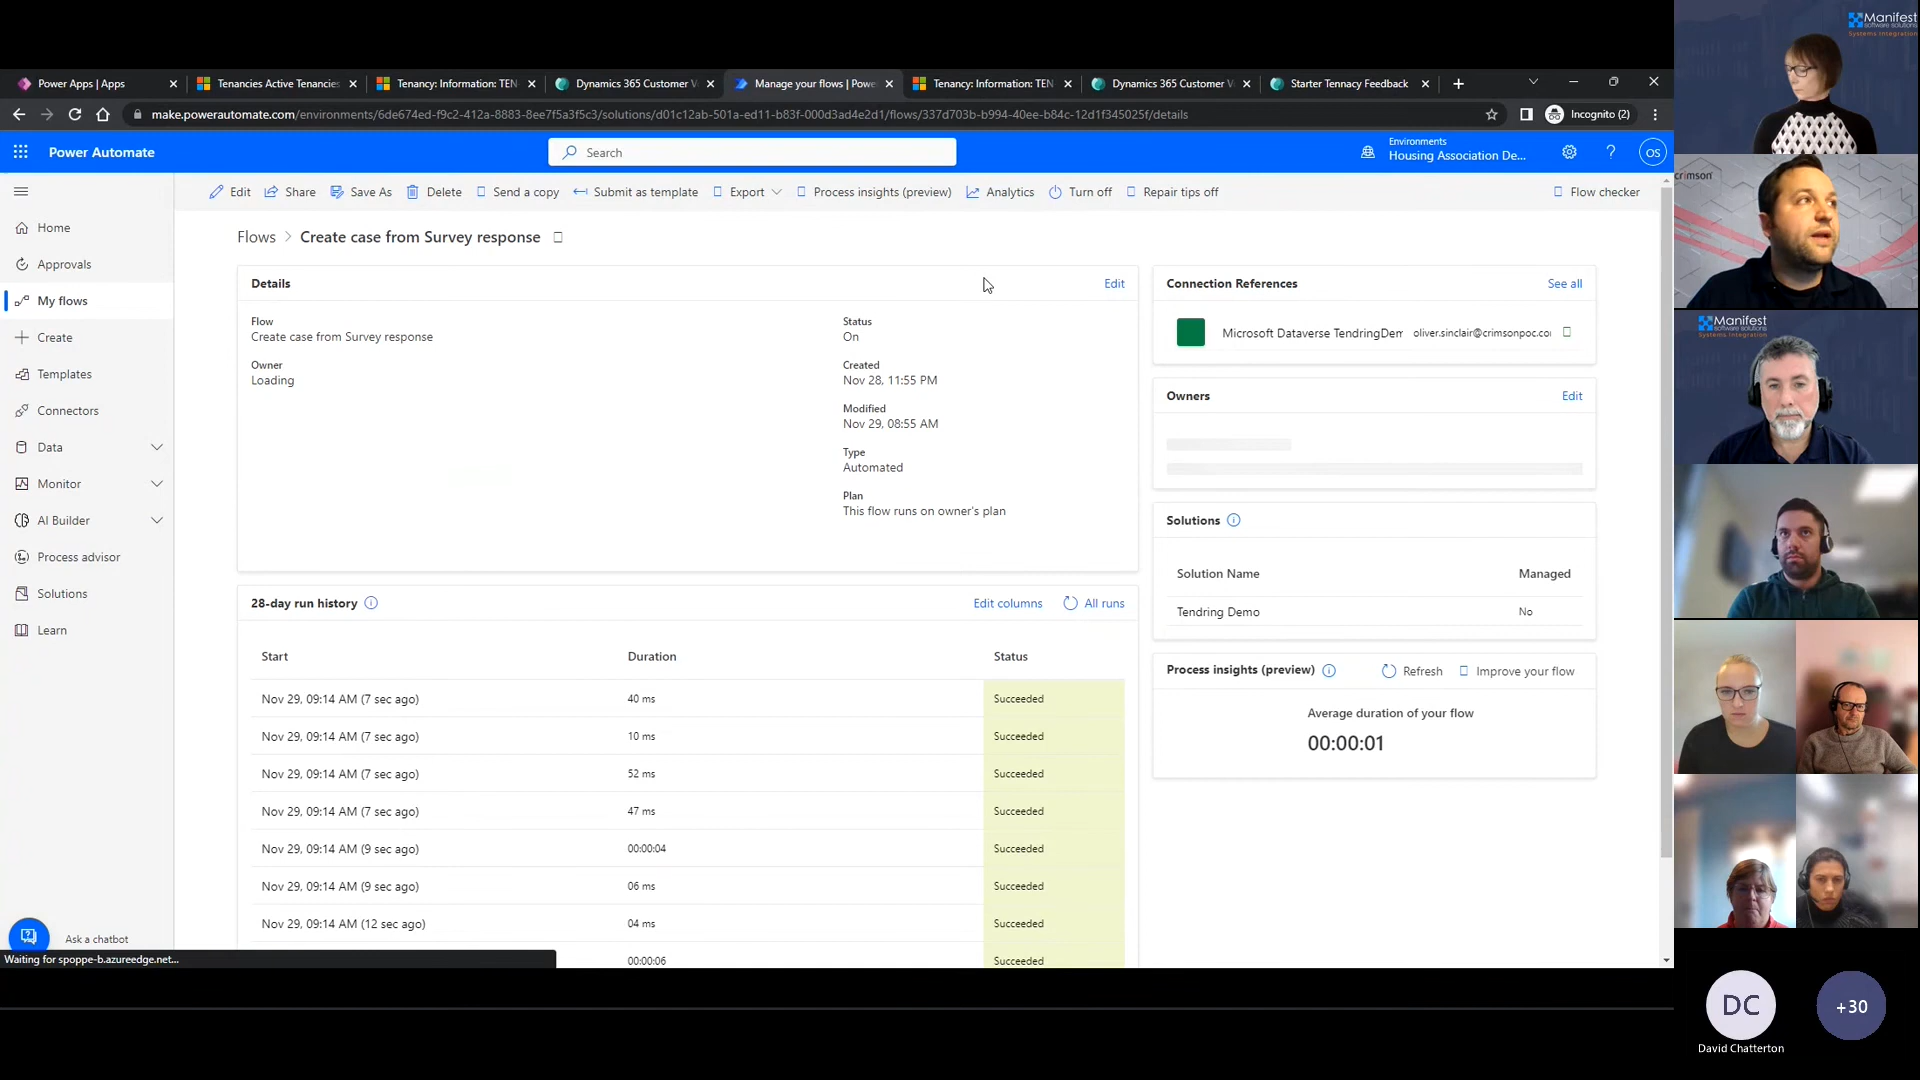 Power Apps | Apps
Tenancies Active Tenancies
Tenancy: Information: TEN
Dynamics 365 Customer V
Manage your flows | Powe
Tenancy: Information: TEN
Dynamics 365 Customer V
Starter Tennacy Feedback
make.powerautomate.com/environments/6de674ed-f9c2-412a-8883-8ee7f5a3f5c3/solutions/d01c12ab-501a-ed11-b83f-000d3ad4e2d1/flows/337d703b-b994-40ee-b84c-12d1f345025f/details
Incognito (2)
Power Automate
Search
Environments
Housing Association De...
OS
Edit
Share
Save As
Delete
Send a copy
Submit as template
Export
Process insights (preview)
Analytics
Turn off
Repair tips off
Flow checker
Home
Approvals
My flows
Create
Templates
Connectors
Data
Monitor
AI Builder
Process advisor
Solutions
Learn
Ask a chatbot
Waiting for spoppe-b.azureedge.net...
Flows > Create case from Survey response
Details
Edit
Flow
Create case from Survey response
Owner
Loading
Status
On
Created
Nov 28, 11:55 PM
Modified
Nov 29, 08:55 AM
Type
Automated
Plan
This flow runs on owner's plan
28-day run history
Edit columns
All runs
Start Duration Status
Nov 29, 09:14 AM (7 sec ago) 40 ms Succeeded
Nov 29, 09:14 AM (7 sec ago) 10 ms Succeeded
Nov 29, 09:14 AM (7 sec ago) 52 ms Succeeded
Nov 29, 09:14 AM (7 sec ago) 47 ms Succeeded
Nov 29, 09:14 AM (9 sec ago) 00:00:04 Succeeded
Nov 29, 09:14 AM (9 sec ago) 06 ms Succeeded
Nov 29, 09:14 AM (12 sec ago) 04 ms Succeeded
00:00:06 Succeeded
Connection References
See all
Microsoft Dataverse TendringDem oliver.sinclair@crimsonpoc.co
Owners
Edit
Solutions
Solution Name Managed
Tendring Demo No
Process insights (preview)
Refresh
Improve your flow
Average duration of your flow
00:00:01
Manifest
software solutions
Systems Integration
crimson
Manifest
software solutions
Systems Integration
DC
David Chatterton
+30